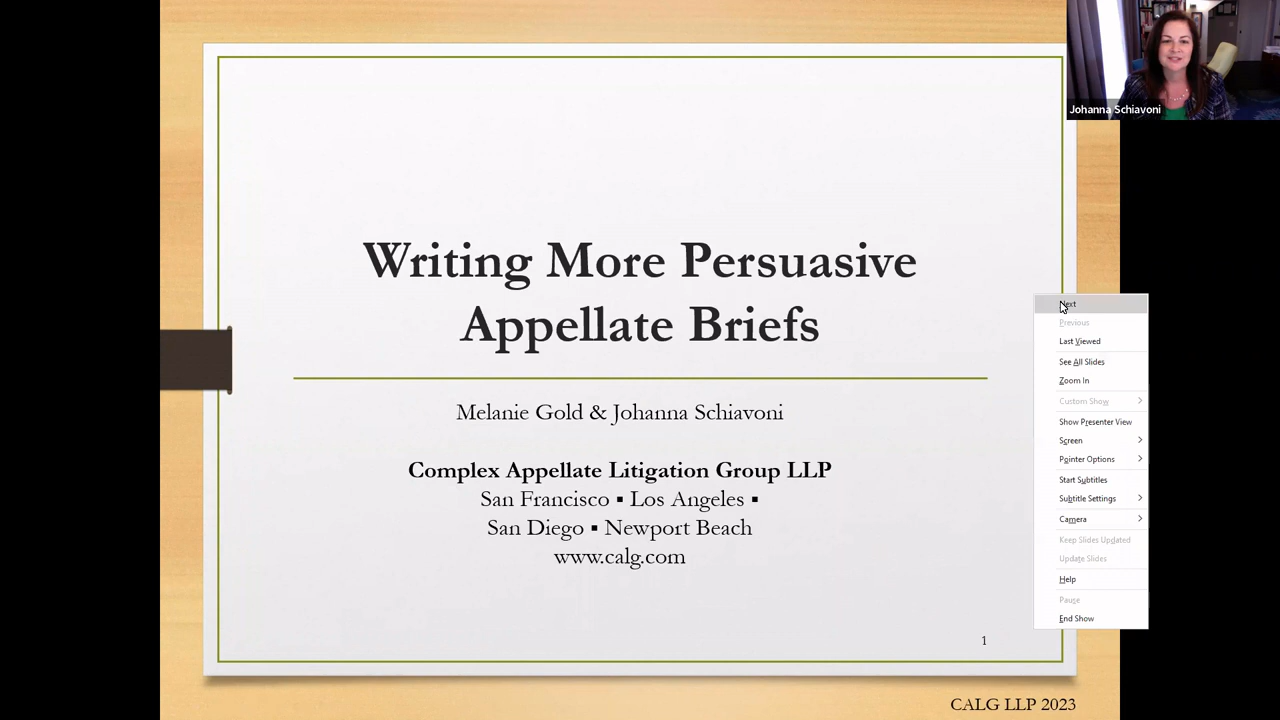 Johanna Schiavoni
Writing More Persuasive
Appellate Briefs
Melanie Gold & Johanna Schiavoni
Complex Appellate Litigation Group LLP
San Francisco ▪ Los Angeles ▪
San Diego ▪ Newport Beach
www.calg.com
1
CALG LLP 2023
Next
Previous
Last Viewed
See All Slides
Zoom In
Custom Show
Show Presenter View
Screen
Pointer Options
Start Subtitles
Subtitle Settings
Camera
Keep Slides Updated
Update Slides
Help
Pause
End Show